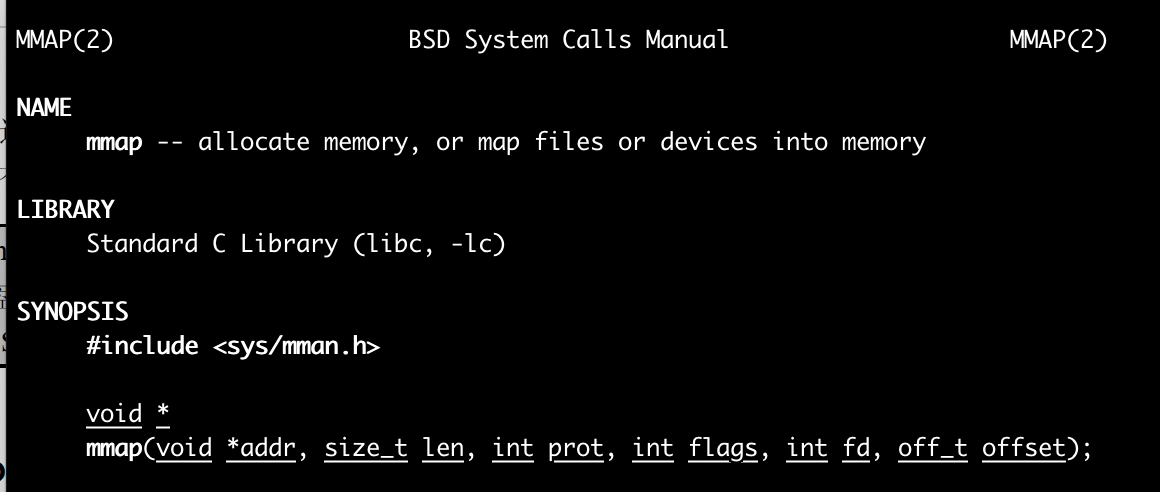 MMAP(2) BSD System Calls Manual MMAP(2)
NAME
mmap -- allocate memory, or map files or devices into memory
LIBRARY
Standard C Library (libc, -lc)
SYNOPSIS
#include <sys/mman.h>
void *
mmap(void *addr, size_t len, int prot, int flags, int fd, off_t offset);